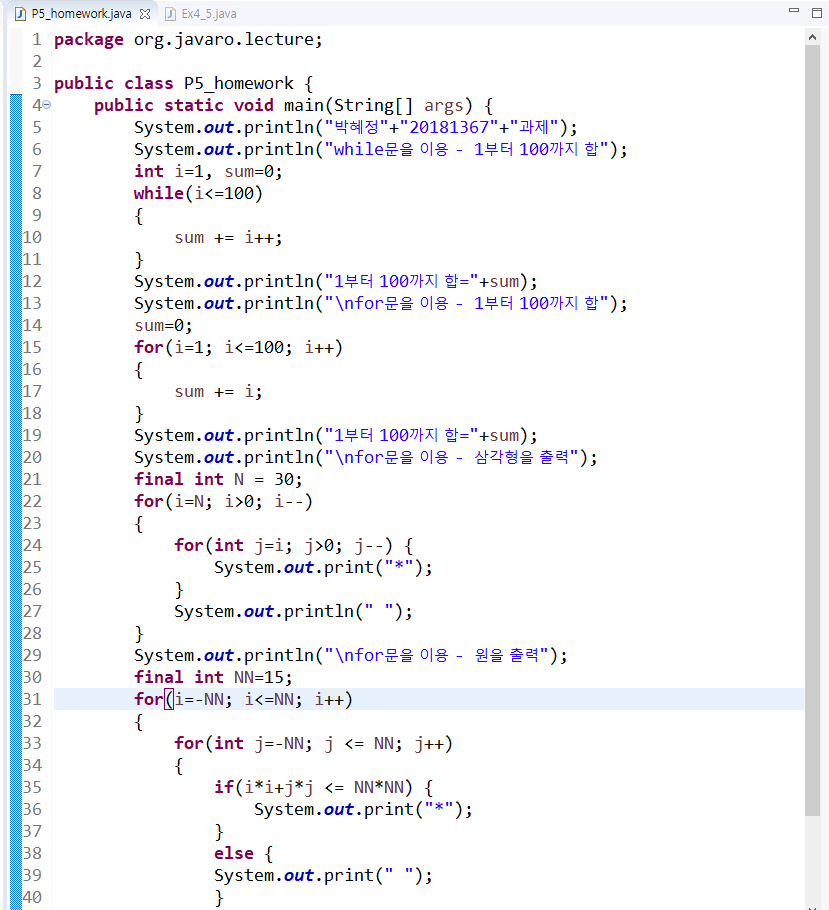 P5_homework.java Ex4_5.java
1 package org.javaro.lecture;
2
3 public class P5_homework {
4 public static void main(String[] args) {
5 System.out.println("박혜정"+"20181367"+"과제");
6 System.out.println("while문을 이용 - 1부터 100까지 합");
7 int i=1, sum=0;
8 while(i<=100)
9 {
10 sum += i++;
11 }
12 System.out.println("1부터 100까지 합="+sum);
13 System.out.println("\nfor문을 이용 - 1부터 100까지 합");
14 sum=0;
15 for(i=1; i<=100; i++)
16 {
17 sum += i;
18 }
19 System.out.println("1부터 100까지 합="+sum);
20 System.out.println("\nfor문을 이용 - 삼각형을 출력");
21 final int N = 30;
22 for(i=N; i>0; i--)
23 {
24 for(int j=i; j>0; j--) {
25 System.out.print("*");
26 }
27 System.out.println(" ");
28 }
29 System.out.println("\nfor문을 이용 - 원을 출력");
30 final int NN=15;
31 for(i=-NN; i<=NN; i++)
32 {
33 for(int j=-NN; j <= NN; j++)
34 {
35 if(i*i+j*j <= NN*NN) {
36 System.out.print("*");
37 }
38 else {
39 System.out.print(" ");
40 }